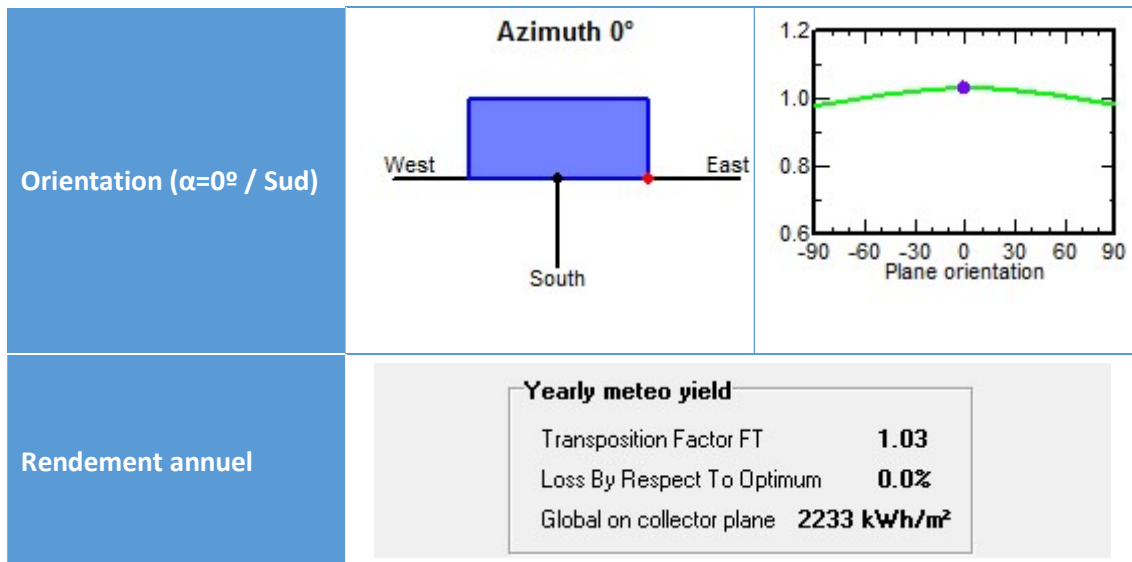 Orientation (α=0º / Sud)
Azimuth 0°
West
East
South
1.2
1.0
0.8
0.6
-90 -60 -30 0 30 60 90
Plane orientation
Rendement annuel
Yearly meteo yield
Transposition Factor FT 1.03
Loss By Respect To Optimum 0.0%
Global on collector plane 2233 kWh/m²